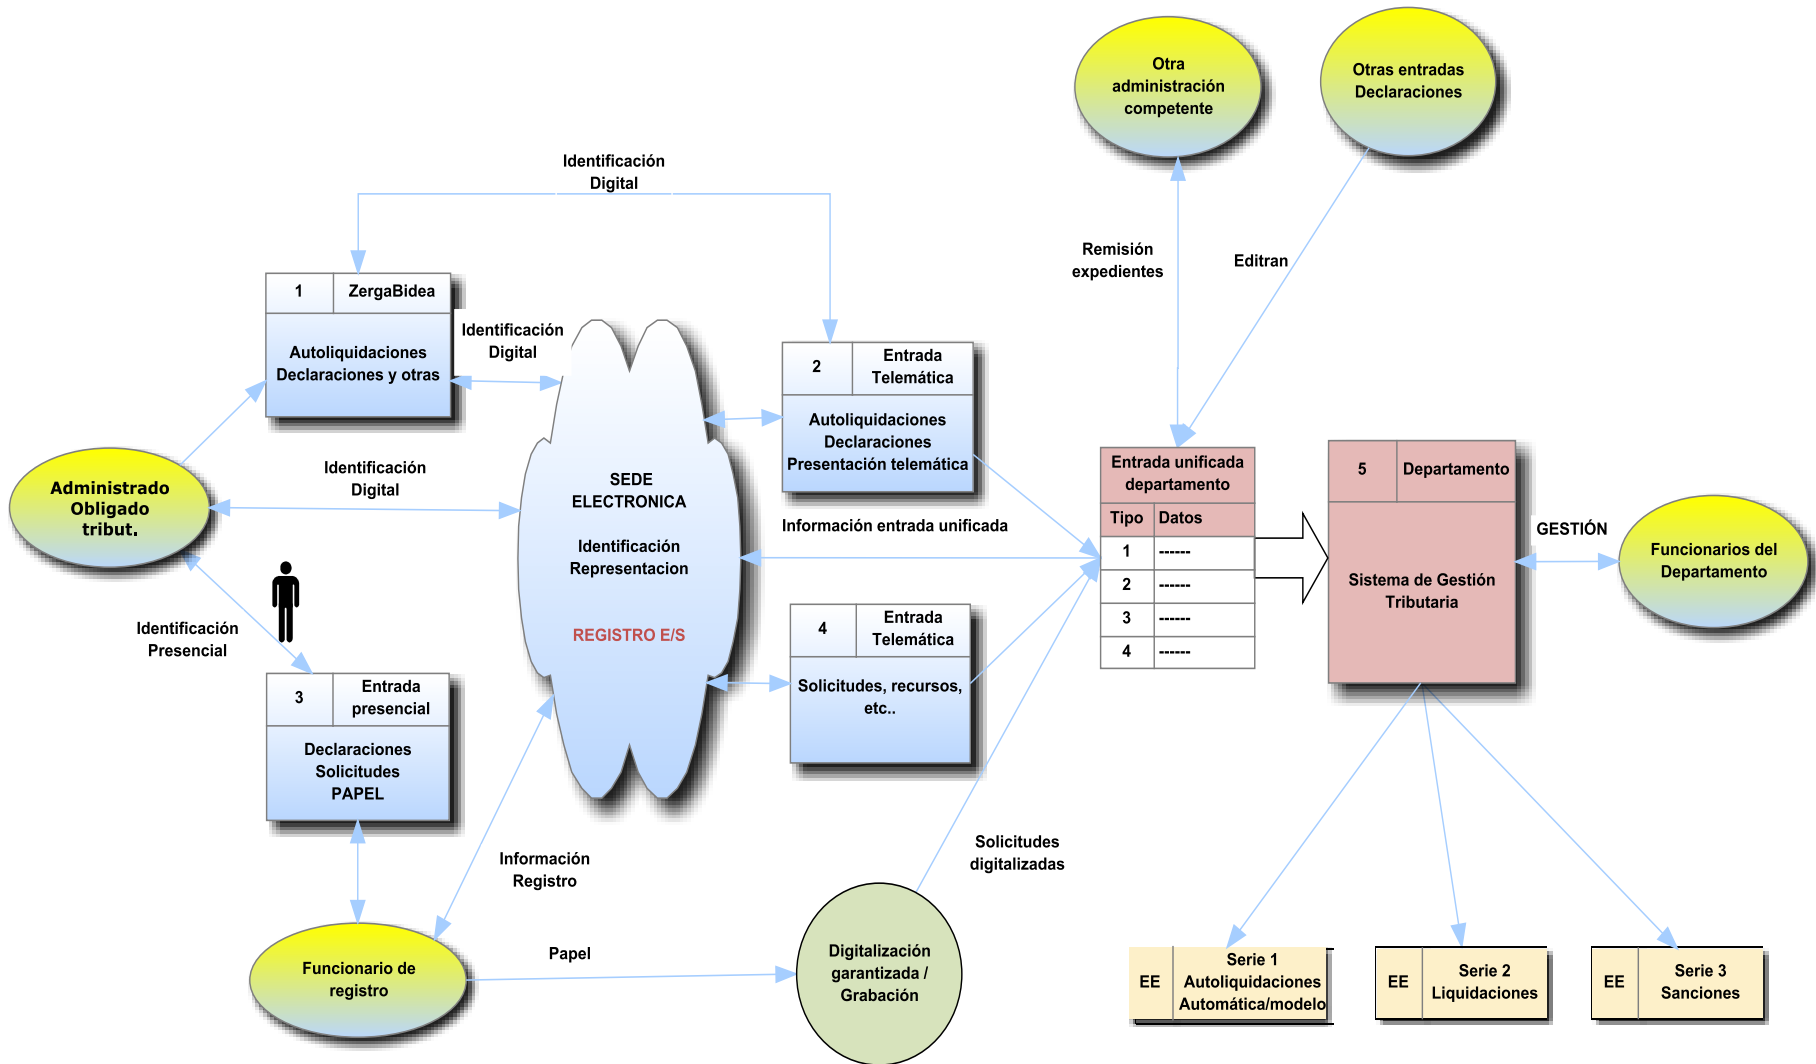 Otra
administración
competente
Otras entradas
Declaraciones
Identificación
Digital
Remisión
expedientes
Editran
1
ZergaBidea
Autoliquidaciones
Declaraciones y otras
Identificación
Digital
2
Entrada
Telemática
Autoliquidaciones
Declaraciones
Presentación telemática
Administrado
Obligado
tribut.
Identificación
Digital
SEDE
ELECTRONICA
Identificación
Representacion
REGISTRO E/S
Información entrada unificada
Entrada unificada
departamento
Tipo Datos
1 ------
2 ------
3 ------
4 ------
5
Departamento
Sistema de Gestión
Tributaria
GESTIÓN
Funcionarios del
Departamento
Identificación
Presencial
3
Entrada
presencial
Declaraciones
Solicitudes
PAPEL
4
Entrada
Telemática
Solicitudes, recursos,
etc..
Información
Registro
Solicitudes
digitalizadas
Funcionario de
registro
Papel
Digitalización
garantizada /
Grabación
EE
Serie 1
Autoliquidaciones
Automática/modelo
EE
Serie 2
Liquidaciones
EE
Serie 3
Sanciones